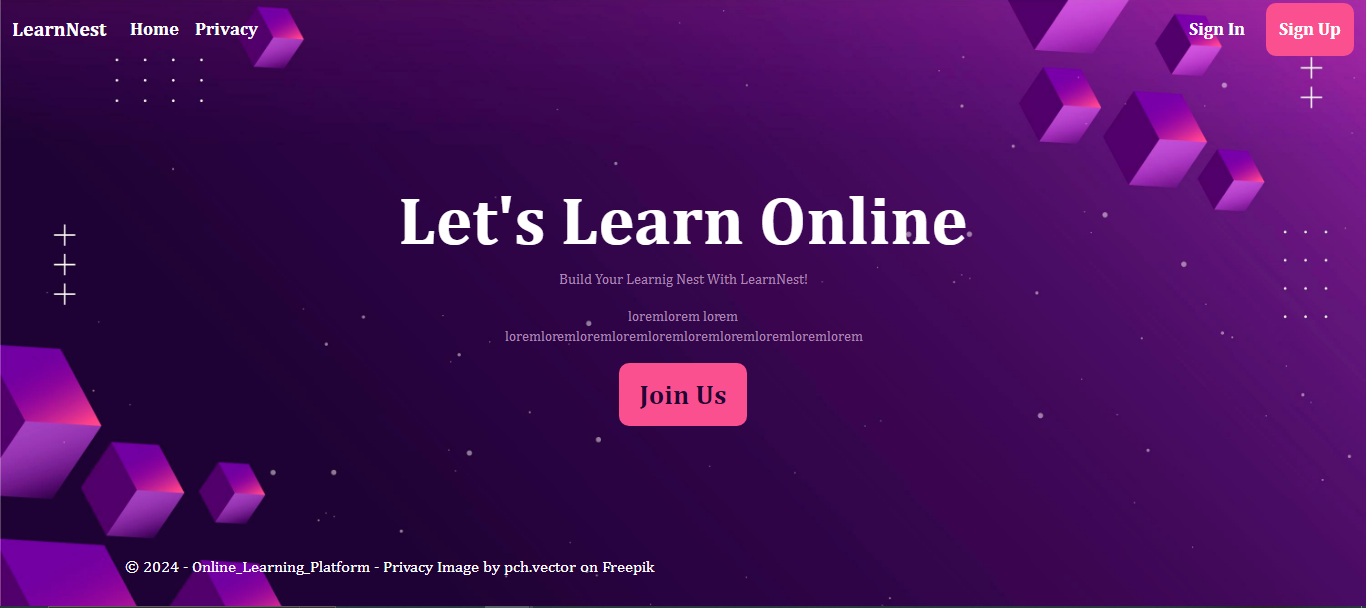 LearnNest Home Privacy Sign In Sign Up
Let's Learn Online
Build Your Learnig Nest With LearnNest!
loremlorem lorem
loremloremloremloremloremloremloremloremloremlorem
Join Us
© 2024 - Online_Learning_Platform - Privacy Image by pch.vector on Freepik